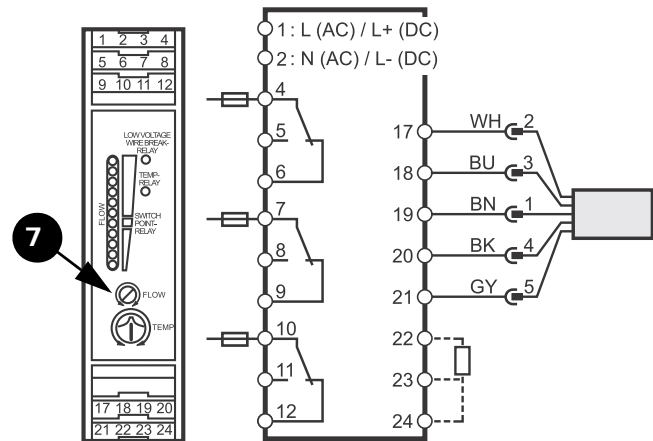 1 2 3 4
5 6 7 8
9 10 11 12
LOW VOLTAGE
WIRE BREAK-
RELAY
TEMP-
RELAY
FLOW
SWITCH
POINT-
RELAY
7
FLOW
TEMP
17 18 19 20
21 22 23 24
1: L (AC) / L+ (DC)
2: N (AC) / L- (DC)
4
5
6
7
8
9
10
11
12
17 WH 2
18 BU 3
19 BN 1
20 BK 4
21 GY 5
22
23
24